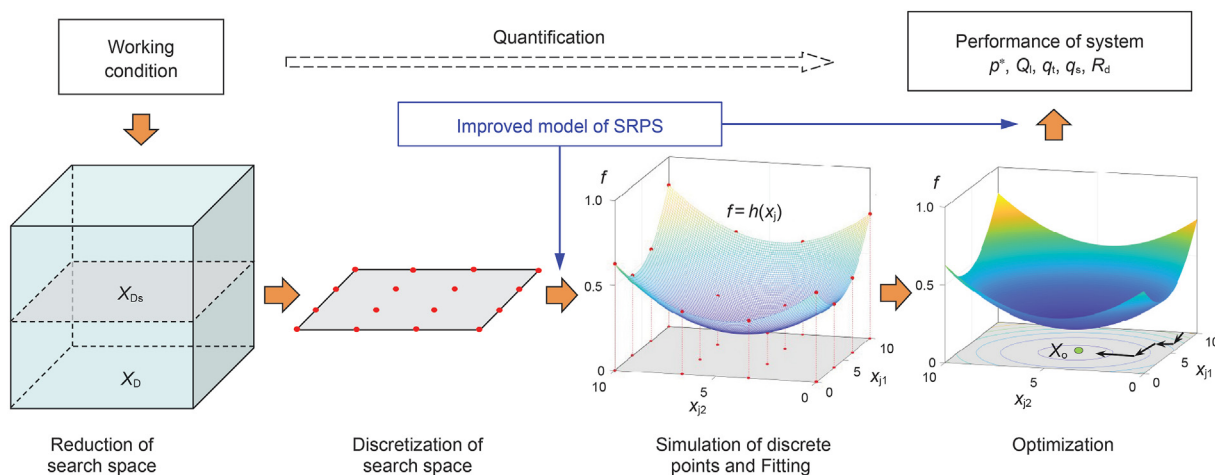 Working
condition
Quantification
Performance of system
p*, Ql, qt, qs, Rd
Improved model of SRPS
XDs
XD
f
1.0
f = h(xj)
0.5
0
10
5
0
0
5
10
xj2
xj1
f
1.0
0.5
0
Xo
10
5
0
0
5
10
xj2
xj1
Reduction of
search space
Discretization of
search space
Simulation of discrete
points and Fitting
Optimization